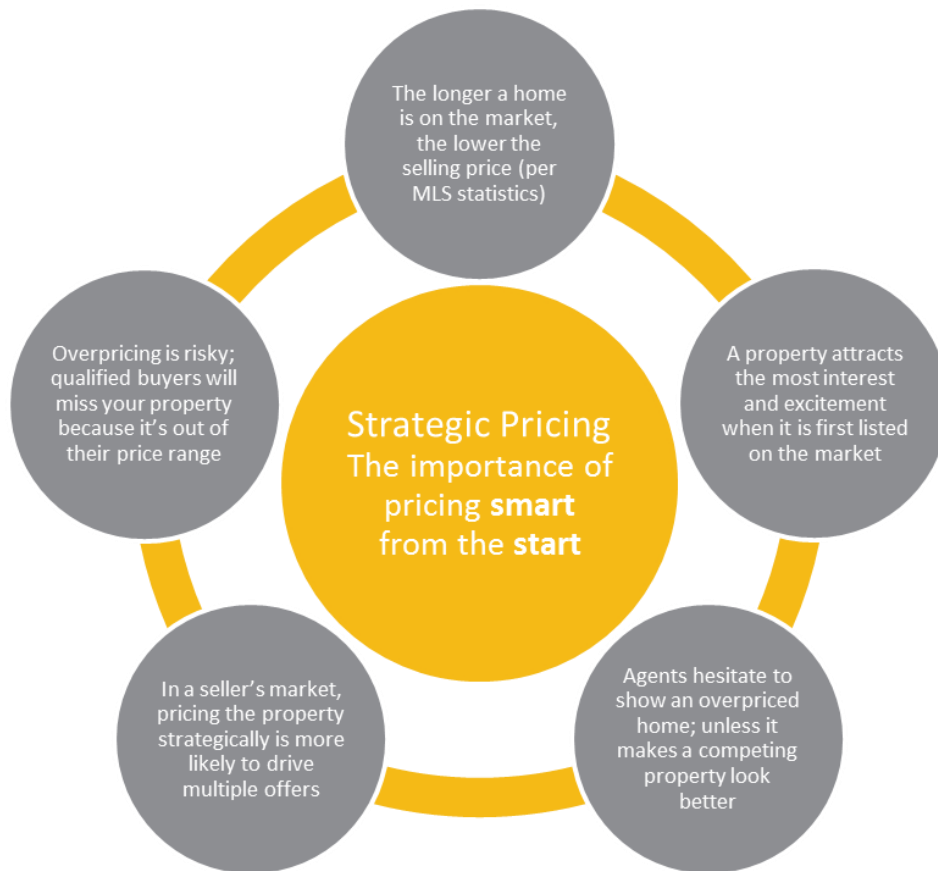 The longer a home
is on the market,
the lower the
selling price (per
MLS statistics)
A property attracts
the most interest
and excitement
when it is first listed
on the market
Agents hesitate to
show an overpriced
home; unless it
makes a competing
property look
better
In a seller’s market,
pricing the property
strategically is more
likely to drive
multiple offers
Overpricing is risky;
qualified buyers will
miss your property
because it’s out of
their price range
Strategic Pricing
The importance of
pricing smart
from the start